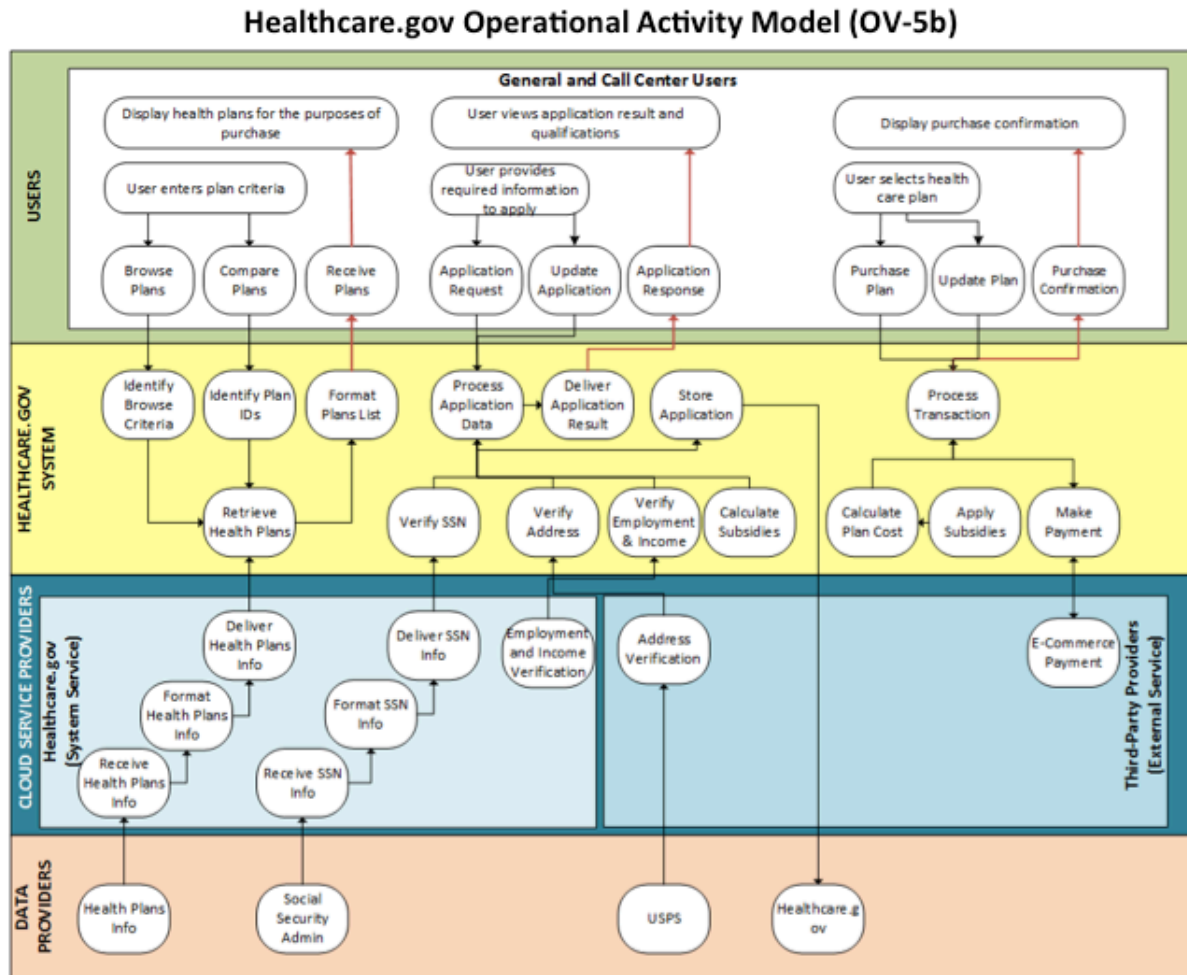 Healthcare.gov Operational Activity Model (OV-5b)
USERS
General and Call Center Users
Display health plans for the purposes of
purchase
User views application result and
qualifications
Display purchase confirmation
User enters plan criteria
User provides
required information
to apply
User selects health
care plan
Browse
Plans
Compare
Plans
Receive
Plans
Application
Request
Update
Application
Application
Response
Purchase
Plan
Update Plan
Purchase
Confirmation
HEALTHCARE.GOV
SYSTEM
Identify
Browse
Criteria
Identify Plan
IDs
Format
Plans List
Process
Application
Data
Deliver
Application
Result
Store
Application
Process
Transaction
Retrieve
Health Plans
Verify SSN
Verify
Address
Verify
Employment
& Income
Calculate
Subsidies
Calculate
Plan Cost
Apply
Subsidies
Make
Payment
CLOUD SERVICE PROVIDERS
Healthcare.gov
(System Service)
Deliver
Health Plans
Info
Deliver SSN
Info
Employment
and Income
Verification
Address
Verification
E-Commerce
Payment
Format
Health Plans
Info
Format SSN
Info
Receive
Health Plans
Info
Receive SSN
Info
Third-Party Providers
(External Service)
DATA
PROVIDERS
Health Plans
Info
Social
Security
Admin
USPS
Healthcare.g
ov